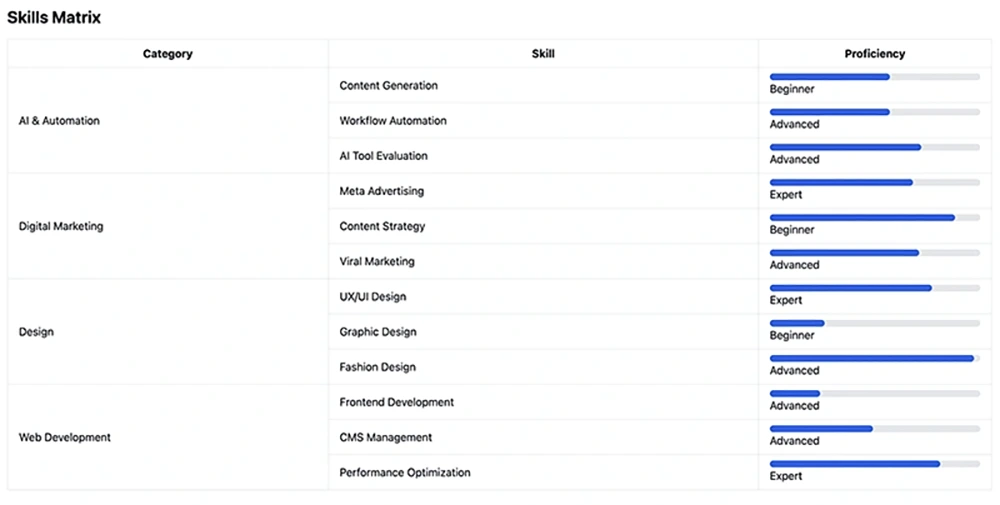 Skills Matrix
Category Skill Proficiency
AI & Automation
Content Generation Beginner
Workflow Automation Advanced
AI Tool Evaluation Advanced
Digital Marketing
Meta Advertising Expert
Content Strategy Beginner
Viral Marketing Advanced
Design
UX/UI Design Expert
Graphic Design Beginner
Fashion Design Advanced
Web Development
Frontend Development Advanced
CMS Management Advanced
Performance Optimization Expert